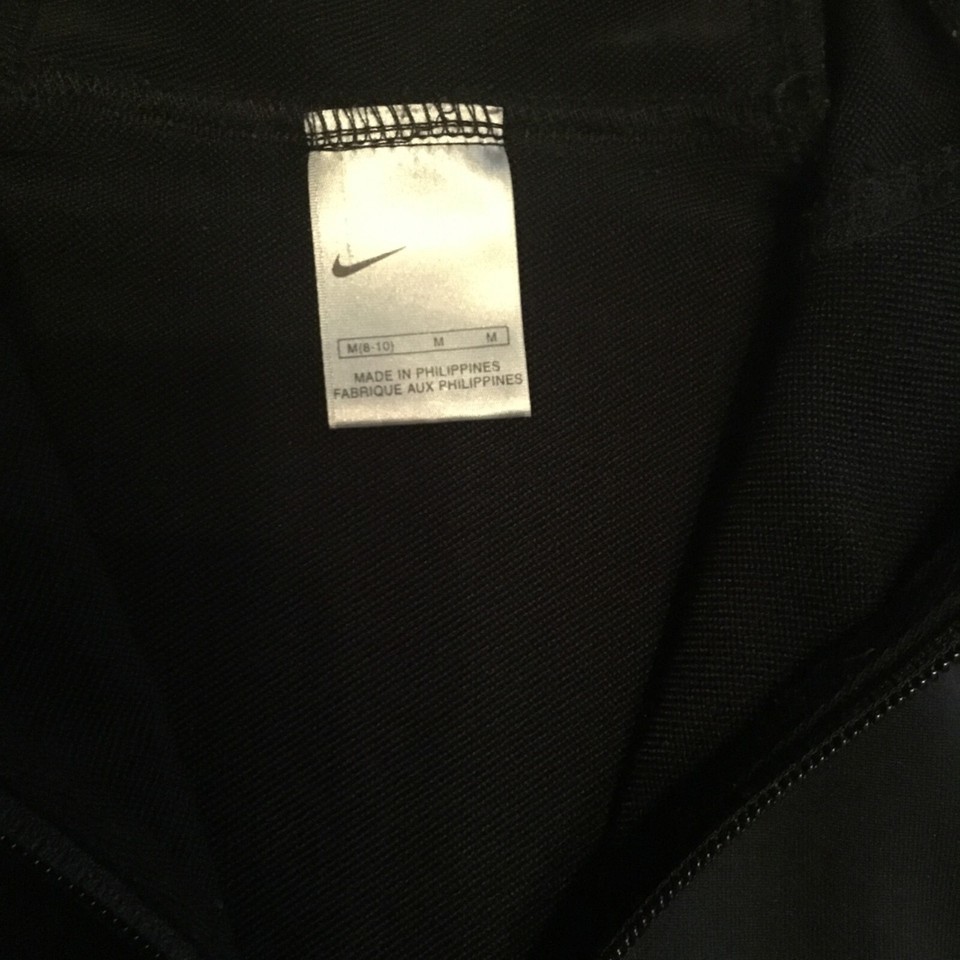 M(8-10) M M
MADE IN PHILIPPINES
FABRIQUE AUX PHILIPPINES